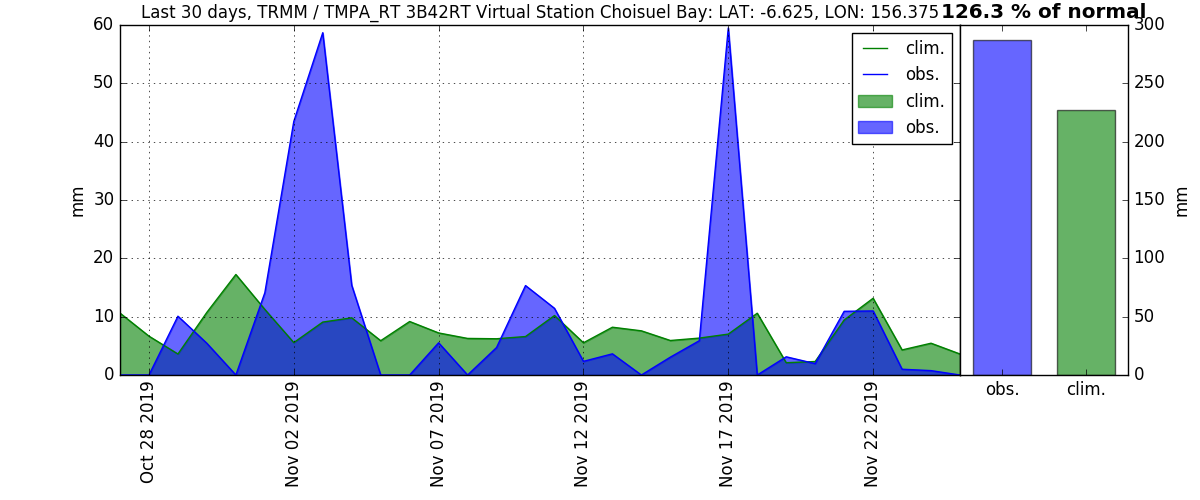 Last 30 days, TRMM / TMPA_RT 3B42RT Virtual Station Choisuel Bay: LAT: -6.625, LON: 156.375 126.3 % of normal
60
50
40
30
20
10
0
mm
clim.
obs.
clim.
obs.
300
250
200
150
100
50
0
mm
Oct 28 2019
Nov 02 2019
Nov 07 2019
Nov 12 2019
Nov 17 2019
Nov 22 2019
obs.
clim.